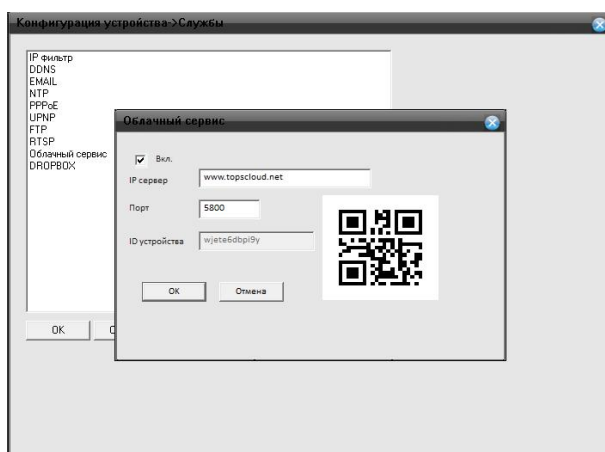 Конфигурация устройства->Службы
IP фильтр
DDNS
EMAIL
NTP
PPPoE
UPNP
FTP
RTSP
Облачный сервис
DROPBOX
Облачный сервис
Вкл.
IP сервер
www.topscloud.net
Порт
5800
ID устройства
wjete6dbpi9y
OK
Отмена
OK